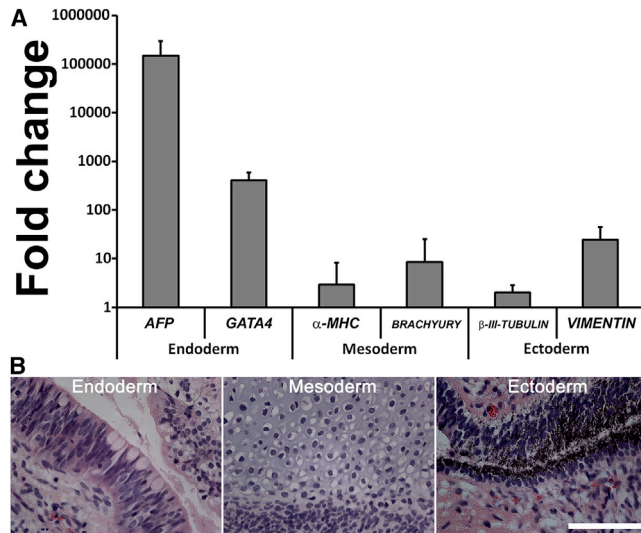 A
Fold change
1000000
100000
10000
1000
100
10
1
AFP GATA4 α-MHC BRACHYURY β-III-TUBULIN VIMENTIN
Endoderm Mesoderm Ectoderm
B
Endoderm Mesoderm Ectoderm